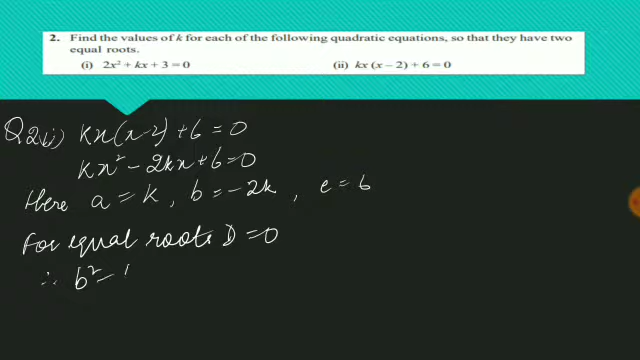 2. Find the values of k for each of the following quadratic equations, so that they have two
equal roots.
(i) 2x² + kx + 3 = 0 (ii) kx (x – 2) + 6 = 0
Q2(i) kx(x-2) + 6 = 0
kx² - 2kx + 6 = 0
Here a = k, b = -2k, c = 6
For equal roots D = 0
∴ b² -